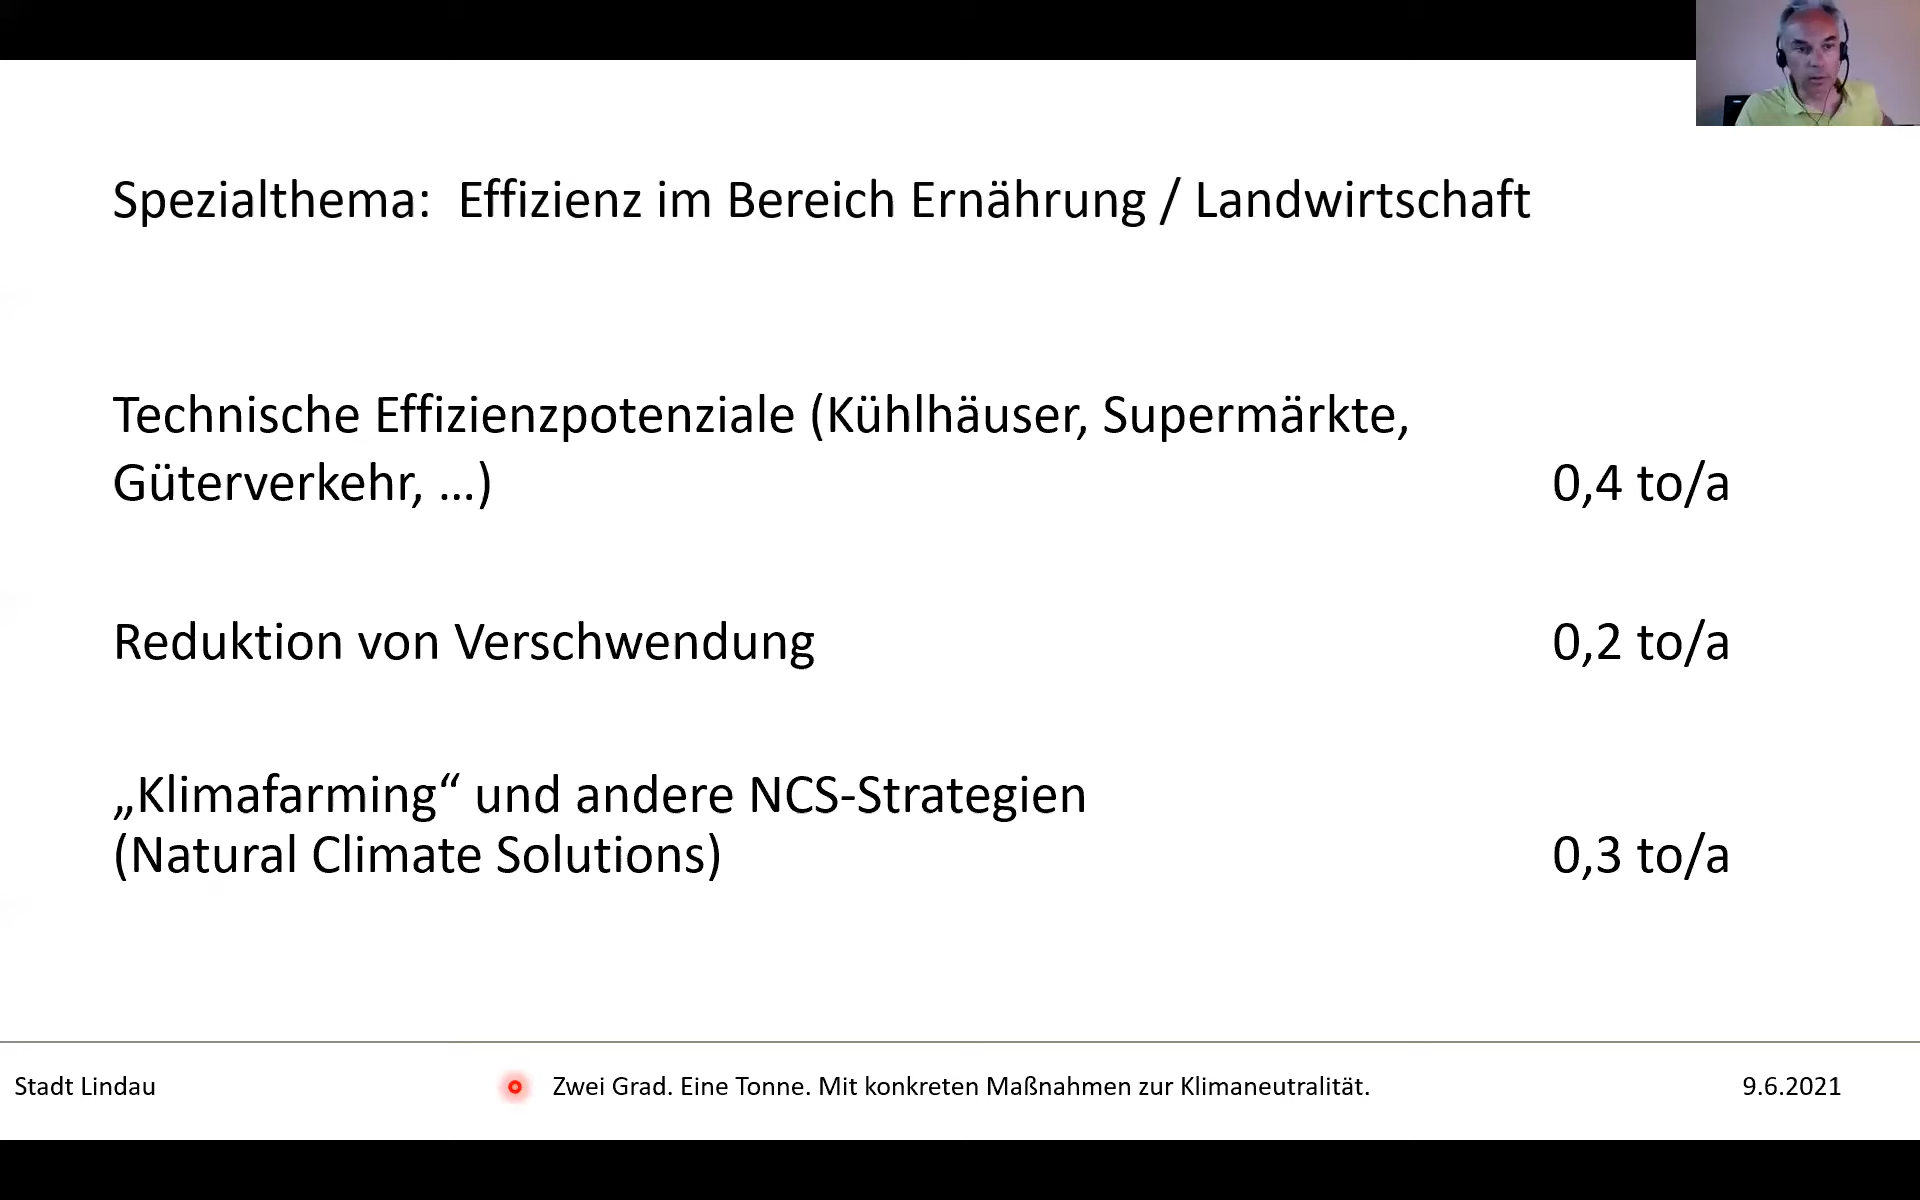 Spezialthema: Effizienz im Bereich Ernährung / Landwirtschaft
Technische Effizienzpotenziale (Kühlhäuser, Supermärkte,
Güterverkehr, ...) 0,4 to/a
Reduktion von Verschwendung 0,2 to/a
„Klimafarming“ und andere NCS-Strategien
(Natural Climate Solutions) 0,3 to/a
Stadt Lindau Zwei Grad. Eine Tonne. Mit konkreten Maßnahmen zur Klimaneutralität. 9.6.2021